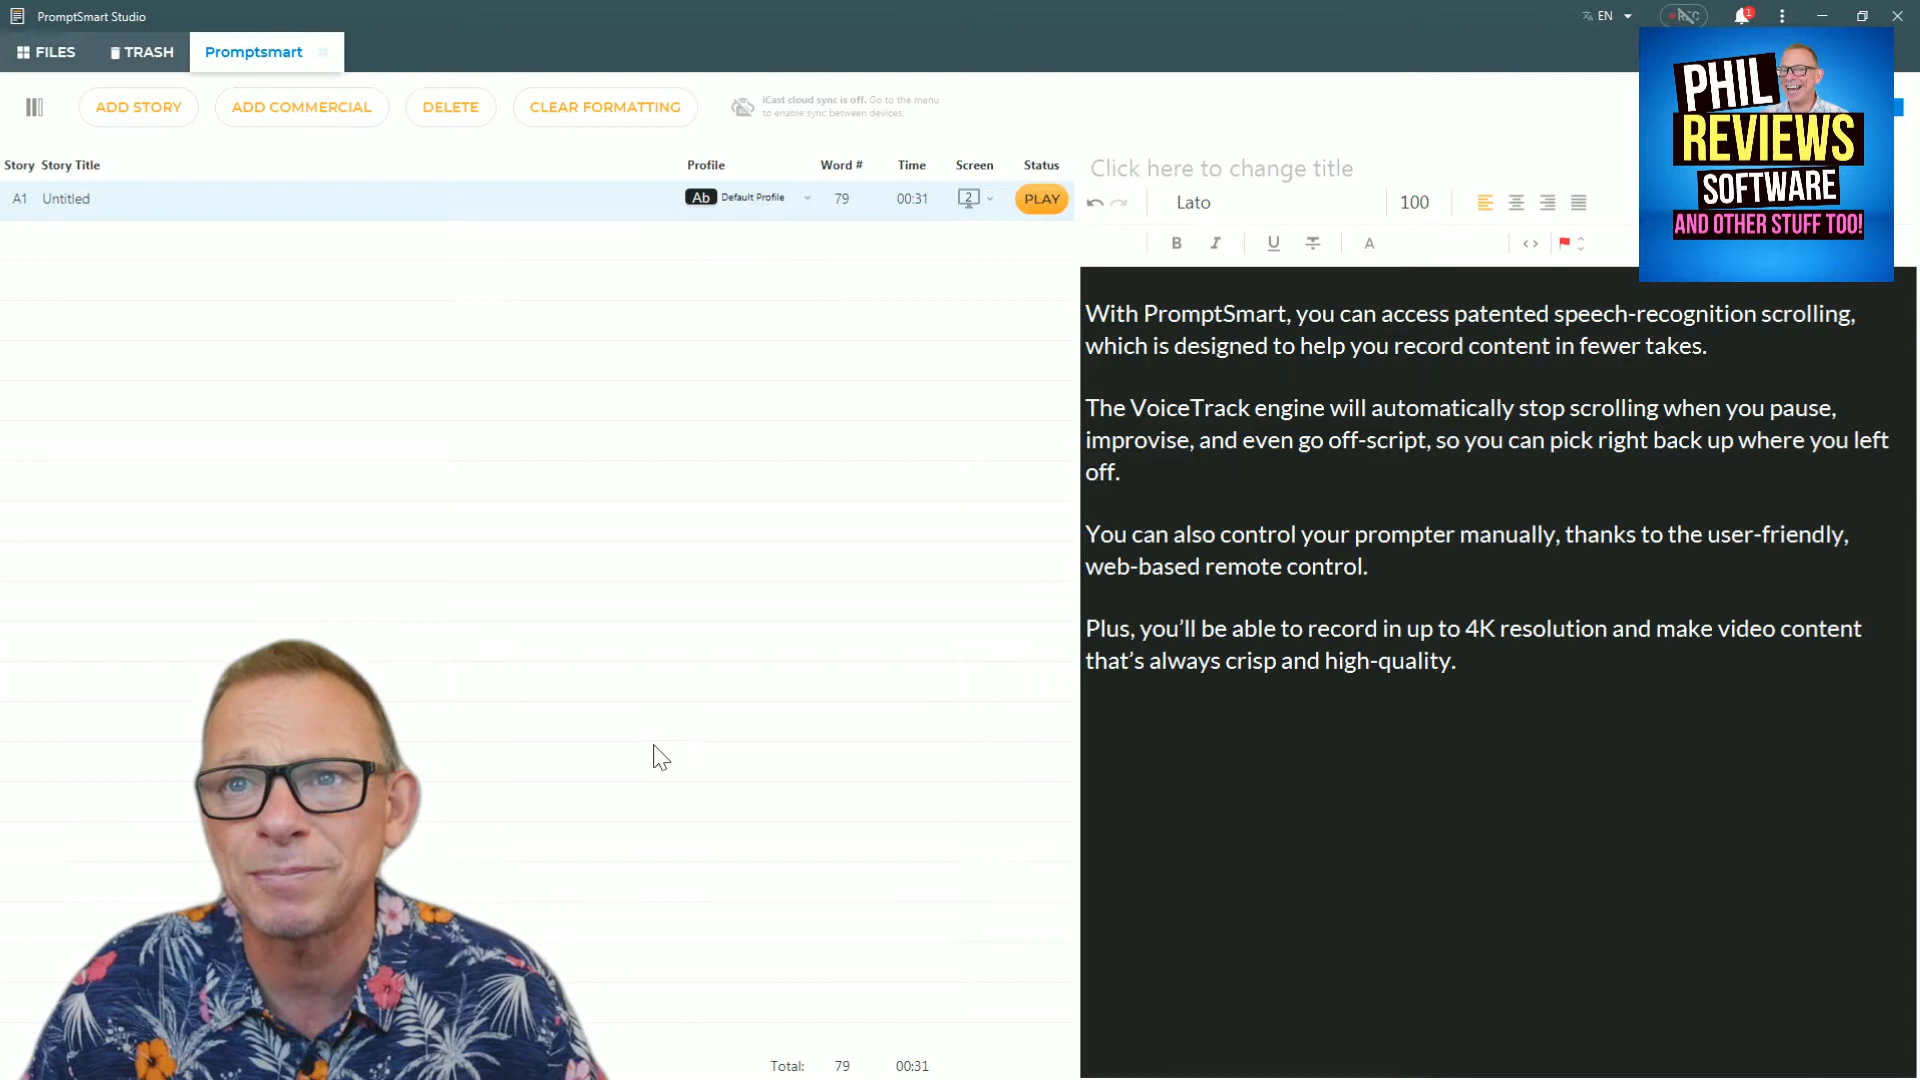 PromptSmart Studio
EN
REC
1
FILES
TRASH
Promptsmart
ADD STORY
ADD COMMERCIAL
DELETE
CLEAR FORMATTING
iCast cloud sync is off. Go to the menu
to enable sync between devices.
Story Story Title Profile Word # Time Screen Status
A1 Untitled Ab Default Profile 79 00:31 2 PLAY
Click here to change title
Lato 100
B I U T A
With PromptSmart, you can access patented speech-recognition scrolling,
which is designed to help you record content in fewer takes.
The VoiceTrack engine will automatically stop scrolling when you pause,
improvise, and even go off-script, so you can pick right back up where you left
off.
You can also control your prompter manually, thanks to the user-friendly,
web-based remote control.
Plus, you’ll be able to record in up to 4K resolution and make video content
that’s always crisp and high-quality.
Total: 79 00:31
PHIL
REVIEWS
SOFTWARE
AND OTHER STUFF TOO!